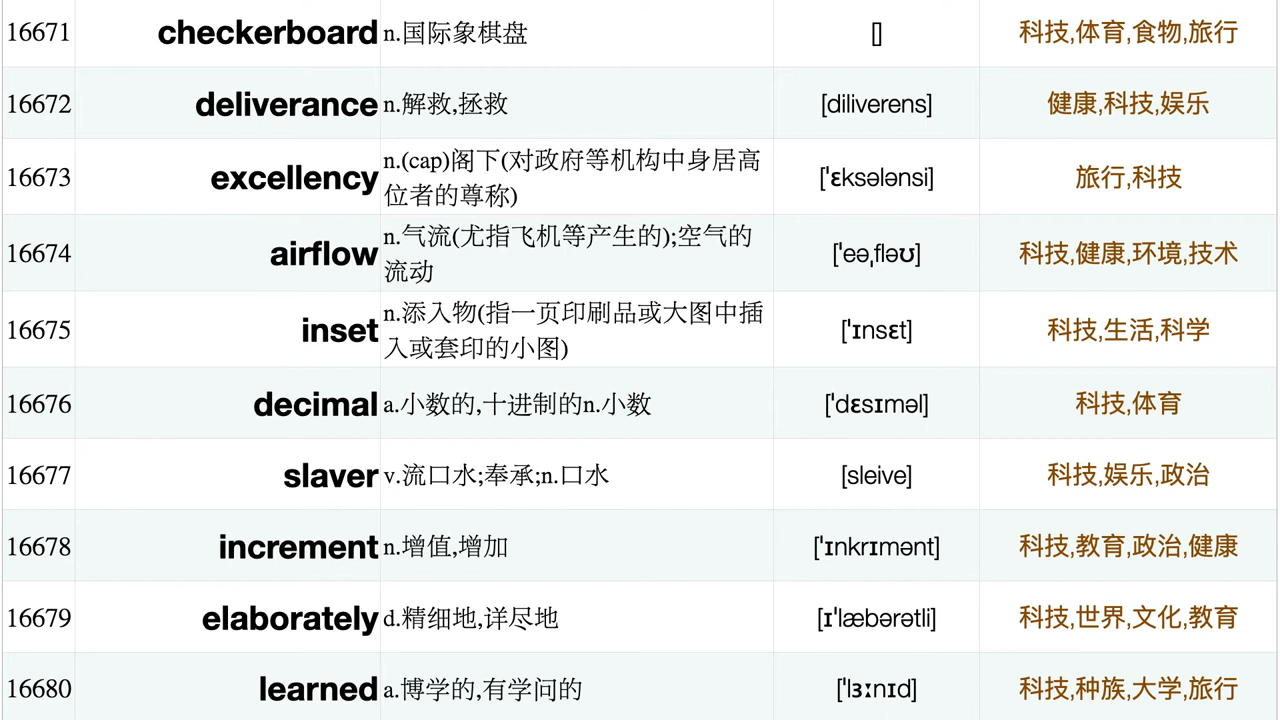 16671 checkerboard n.国际象棋盘 [] 科技,体育,食物,旅行
16672 deliverance n.解救,拯救 [diliverens] 健康,科技,娱乐
16673 excellency n.(cap)阁下(对政府等机构中身居高
位者的尊称) [ˈɛksələnsi] 旅行,科技
16674 airflow n.气流(尤指飞机等产生的);空气的
流动 [ˈeəˌfləʊ] 科技,健康,环境,技术
16675 inset n.添入物(指一页印刷品或大图中插
入或套印的小图) [ˈɪnsɛt] 科技,生活,科学
16676 decimal a.小数的,十进制的n.小数 [ˈdɛsɪməl] 科技,体育
16677 slaver v.流口水;奉承;n.口水 [sleive] 科技,娱乐,政治
16678 increment n.增值,增加 [ˈɪnkrɪmənt] 科技,教育,政治,健康
16679 elaborately d.精细地,详尽地 [ɪˈlæbərətli] 科技,世界,文化,教育
16680 learned a.博学的,有学问的 [ˈlɜːnɪd] 科技,种族,大学,旅行